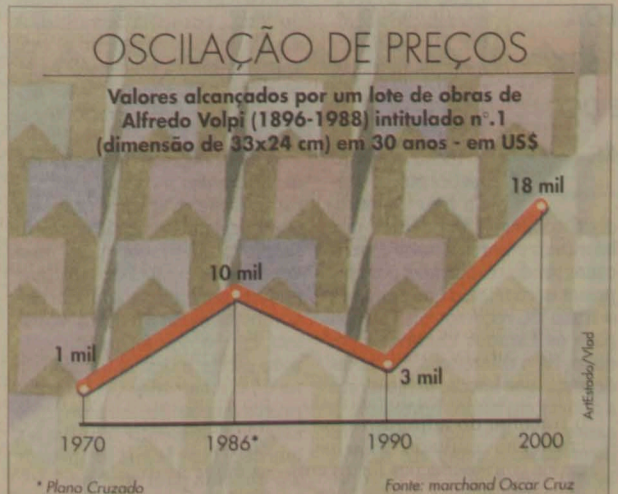 OSCILAÇÃO DE PREÇOS
Valores alcançados por um lote de obras de
Alfredo Volpi (1896-1988) intitulado nº.1
(dimensão de 33x24 cm) em 30 anos - em US$
18 mil
10 mil
1 mil
3 mil
1970 1986* 1990 2000
ArtEstado/Vlad
* Plano Cruzado Fonte: marchand Oscar Cruz